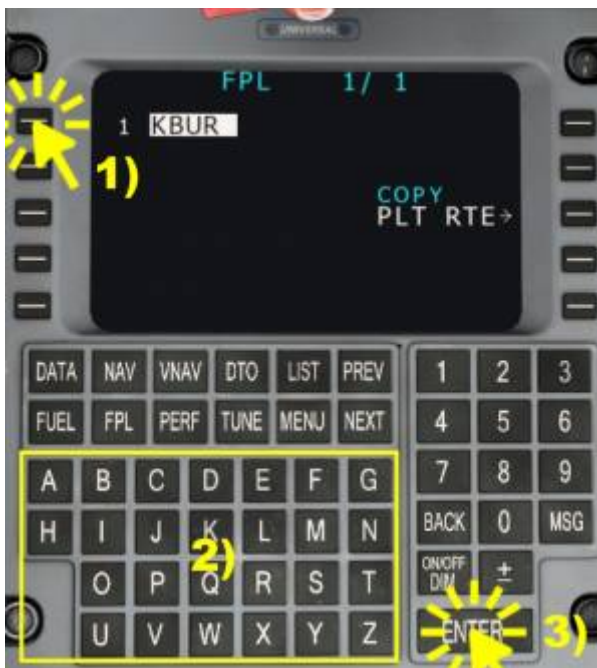 UNIVERSAL
FPL 1/ 1
1 KBUR
1)
COPY
PLT RTE→
DATA NAV VNAV DTO LIST PREV 1 2 3
FUEL FPL PERF TUNE MENU NEXT 4 5 6
A B C D E F G 7 8 9
H I J K L M N BACK 0 MSG
2)
O P Q R S T ON/OFF DIM ±
U V W X Y Z ENTER 3)